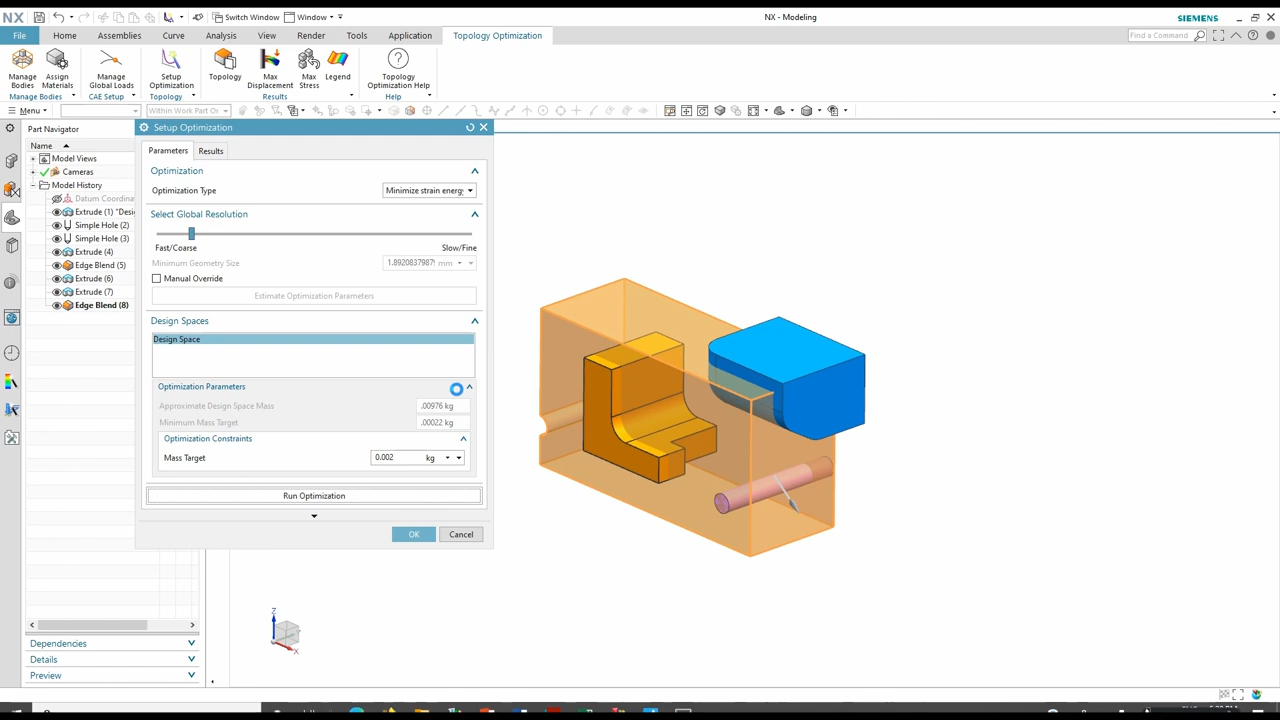 NX
Switch Window
Window
NX - Modeling
SIEMENS
File
Home
Assemblies
Curve
Analysis
View
Render
Tools
Application
Topology Optimization
Find a Command
Manage Bodies
Assign Materials
Manage Global Loads
Setup Optimization
Topology
Max Displacement
Max Stress
Legend
Topology Optimization Help
Manage Bodies
CAE Setup
Topology
Results
Help
Menu
Within Work Part Or
Part Navigator
Name
Model Views
Cameras
Model History
Datum Coordina
Extrude (1) "Desi
Simple Hole (2)
Simple Hole (3)
Extrude (4)
Edge Blend (5)
Extrude (6)
Extrude (7)
Edge Blend (8)
Dependencies
Details
Preview
Setup Optimization
Parameters
Results
Optimization
Optimization Type
Minimize strain energy
Select Global Resolution
Fast/Coarse
Slow/Fine
Minimum Geometry Size
mm
Manual Override
Estimate Optimization Parameters
Design Spaces
Design Space
Optimization Parameters
Approximate Design Space Mass
.00976 kg
Minimum Mass Target
.00022 kg
Optimization Constraints
Mass Target
0.002 kg
Run Optimization
OK
Cancel
Z
X